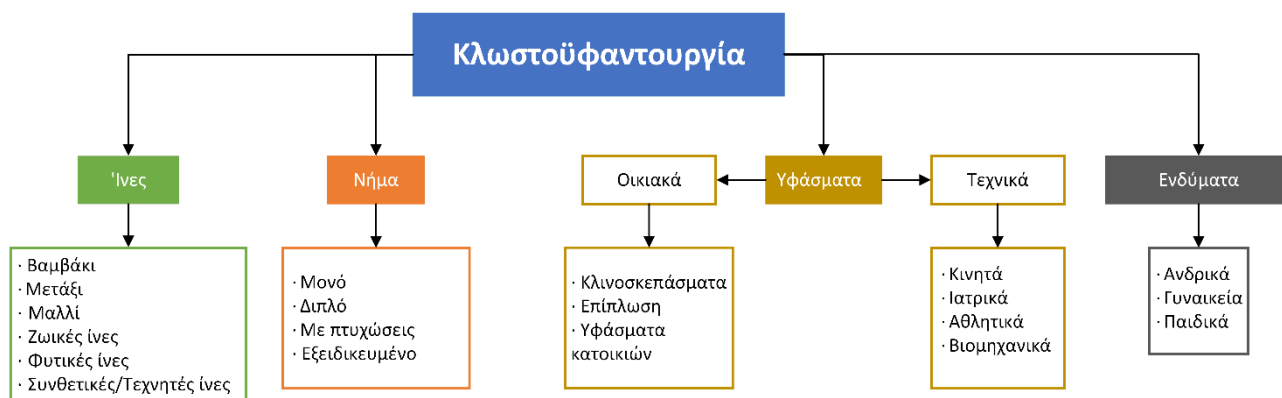 Κλωστοϋφαντουργία
Ίνες
Νήμα
Οικιακά
Υφάσματα
Τεχνικά
Ενδύματα
· Βαμβάκι
· Μετάξι
· Μαλλί
· Ζωικές ίνες
· Φυτικές ίνες
· Συνθετικές/Τεχνητές ίνες
· Μονό
· Διπλό
· Με πτυχώσεις
· Εξειδικευμένο
· Κλινοσκεπάσματα
· Επίπλωση
· Υφάσματα
κατοικιών
· Κινητά
· Ιατρικά
· Αθλητικά
· Βιομηχανικά
· Ανδρικά
· Γυναικεία
· Παιδικά